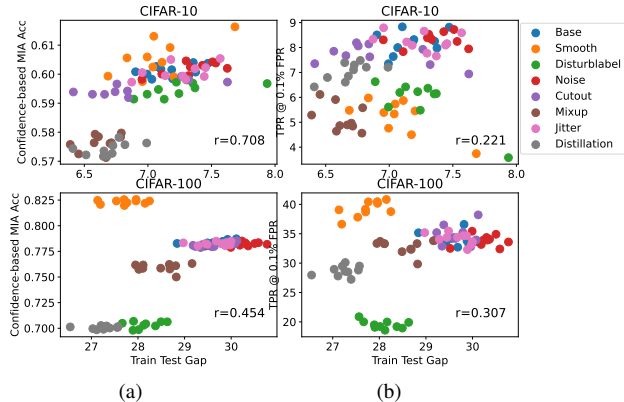 CIFAR-10
Confidence-based MIA Acc
0.61
0.60
0.59
0.58
0.57
6.5
7.0
7.5
8.0
r=0.708
CIFAR-10
TPR @ 0.1% FPR
9
8
7
6
5
4
6.5
7.0
7.5
8.0
r=0.221
Base
Smooth
Disturblabel
Noise
Cutout
Mixup
Jitter
Distillation
CIFAR-100
Confidence-based MIA Acc
0.825
0.800
0.775
0.750
0.725
0.700
27
28
29
30
r=0.454
Train Test Gap
CIFAR-100
TPR @ 0.1% FPR
40
35
30
25
20
27
28
29
30
r=0.307
Train Test Gap
(a)
(b)